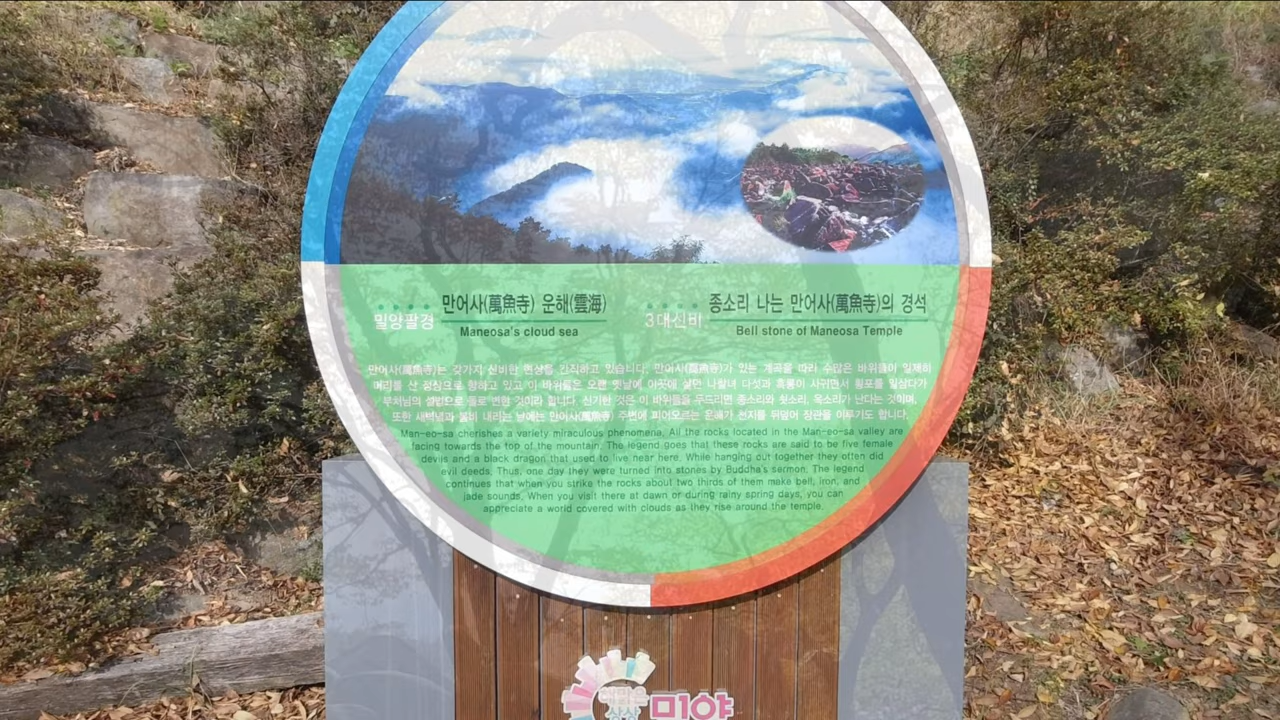 밀양팔경
만어사(萬魚寺) 운해(雲海)
Maneosa's cloud sea
3대신비
종소리 나는 만어사(萬魚寺)의 경석
Bell stone of Maneosa Temple
만어사(萬魚寺)는 갖가지 신비한 현상을 간직하고 있습니다. 만어사(萬魚寺)가 있는 계곡을 따라 수많은 바위들이 일제히
머리를 산 정상으로 향하고 있고 이 바위들은 오랜 옛날에 이곳에 살던 나찰녀 다섯과 흑룡이 사귀면서 횡포를 일삼다가
부처님의 설법으로 돌로 변한 것이라 합니다. 신기한 것은 이 바위들을 두드리면 종소리와 쇳소리, 옥소리가 난다는 것이며,
또한 새벽녘과 봄비 내리는 날에는 만어사(萬魚寺) 주변에 피어오르는 운해가 천지를 뒤덮어 장관을 이루기도 합니다.
Man-eo-sa cherishes a variety miraculous phenomena. All the rocks located in the Man-eo-sa valley are
facing towards the top of the mountain. The legend goes that these rocks are said to be five female
devils and a black dragon that used to live near here. While hanging out together they often did
evil deeds. Thus, one day they were turned into stones by Buddha's sermon. The legend
continues that when you strike the rocks about two thirds of them make bell, iron, and
jade sounds. When you visit there at dawn or during rainy spring days, you can
appreciate a world covered with clouds as they rise around the temple.
해맑은
상상
미야